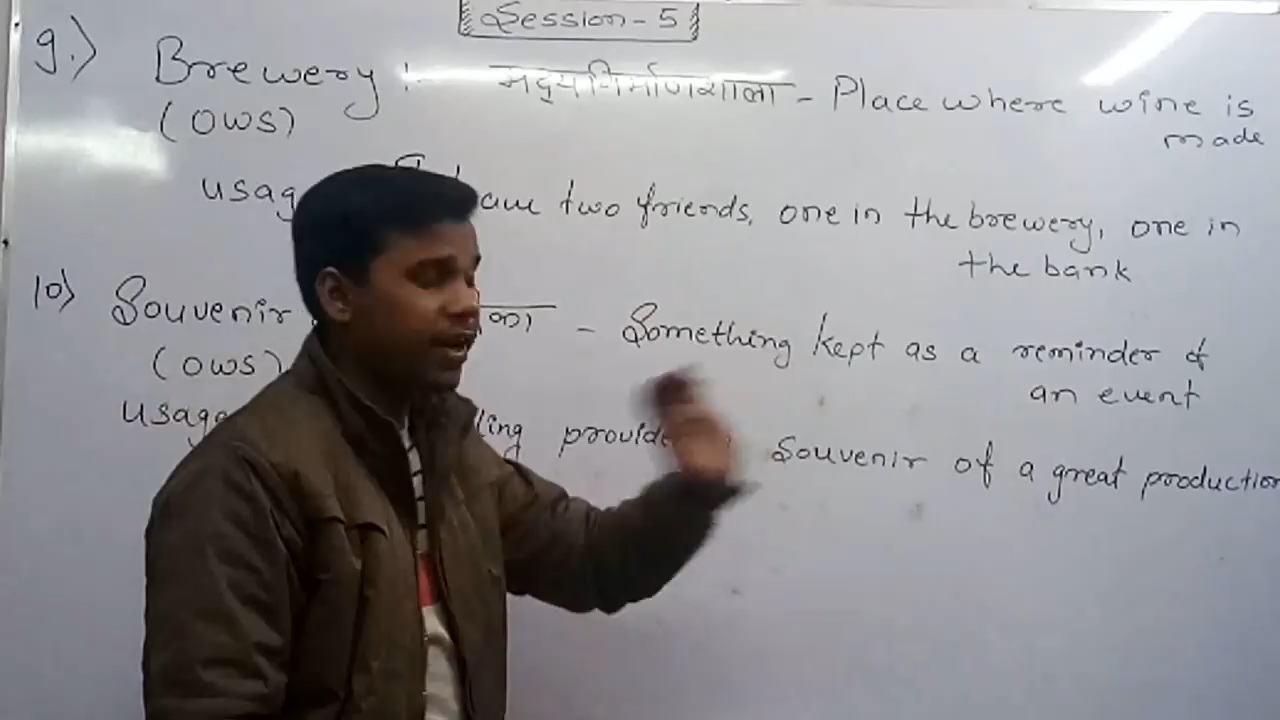 Session - 5
9.) Brewery :- मद्यनिर्माणशाला - Place where wine is
made
(OWS)
usag two friends, one in the brewery, one in
the bank
10) Souvenir - Something kept as a reminder of
an event
(OWS)
usage ling provide souvenir of a great production